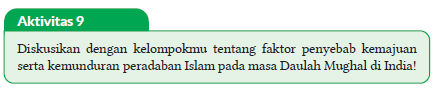 Aktivitas 9
Diskusikan dengan kelompokmu tentang faktor penyebab kemajuan
serta kemunduran peradaban Islam pada masa Daulah Mughal di India!